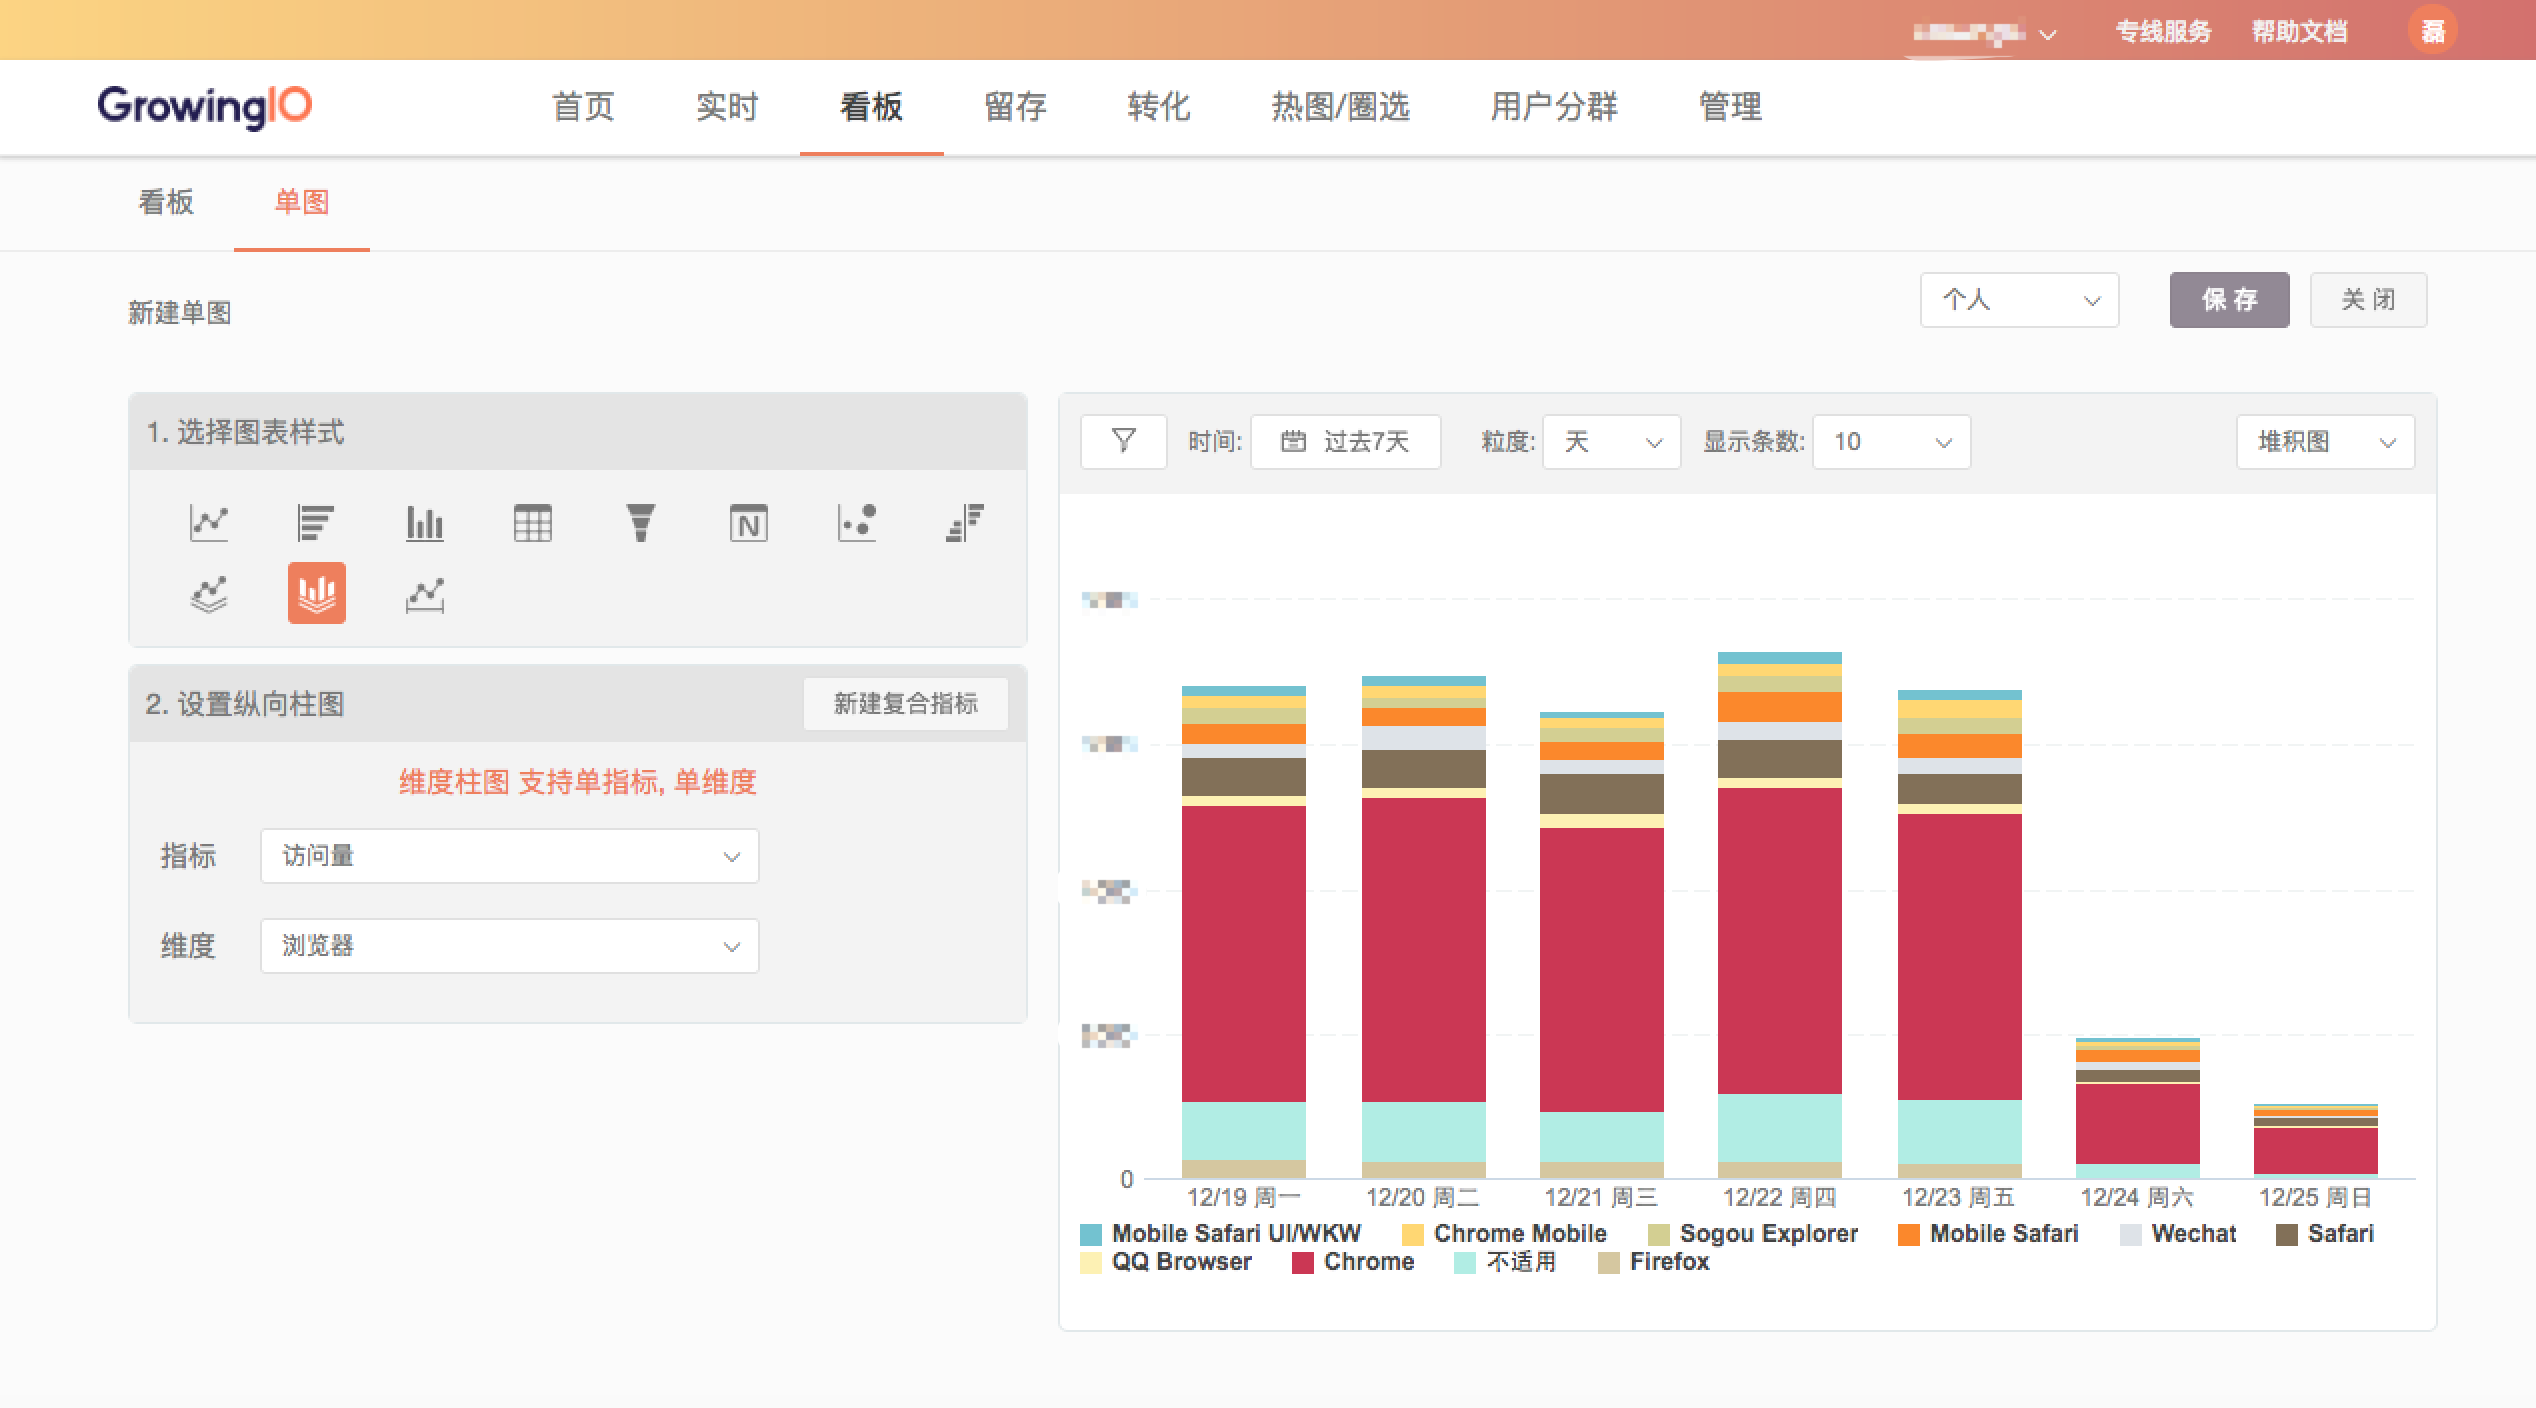 专线服务 帮助文档 磊
GrowingIO 首页 实时 看板 留存 转化 热图/圈选 用户分群 管理
看板 单图
新建单图 个人 保 存 关 闭
1. 选择图表样式
N
2. 设置纵向柱图 新建复合指标
维度柱图 支持单指标, 单维度
指标 访问量
维度 浏览器
时间: 过去7天 粒度: 天 显示条数: 10 堆积图
0
12/19 周一 12/20 周二 12/21 周三 12/22 周四 12/23 周五 12/24 周六 12/25 周日
Mobile Safari UI/WKW Chrome Mobile Sogou Explorer Mobile Safari Wechat Safari
QQ Browser Chrome 不适用 Firefox